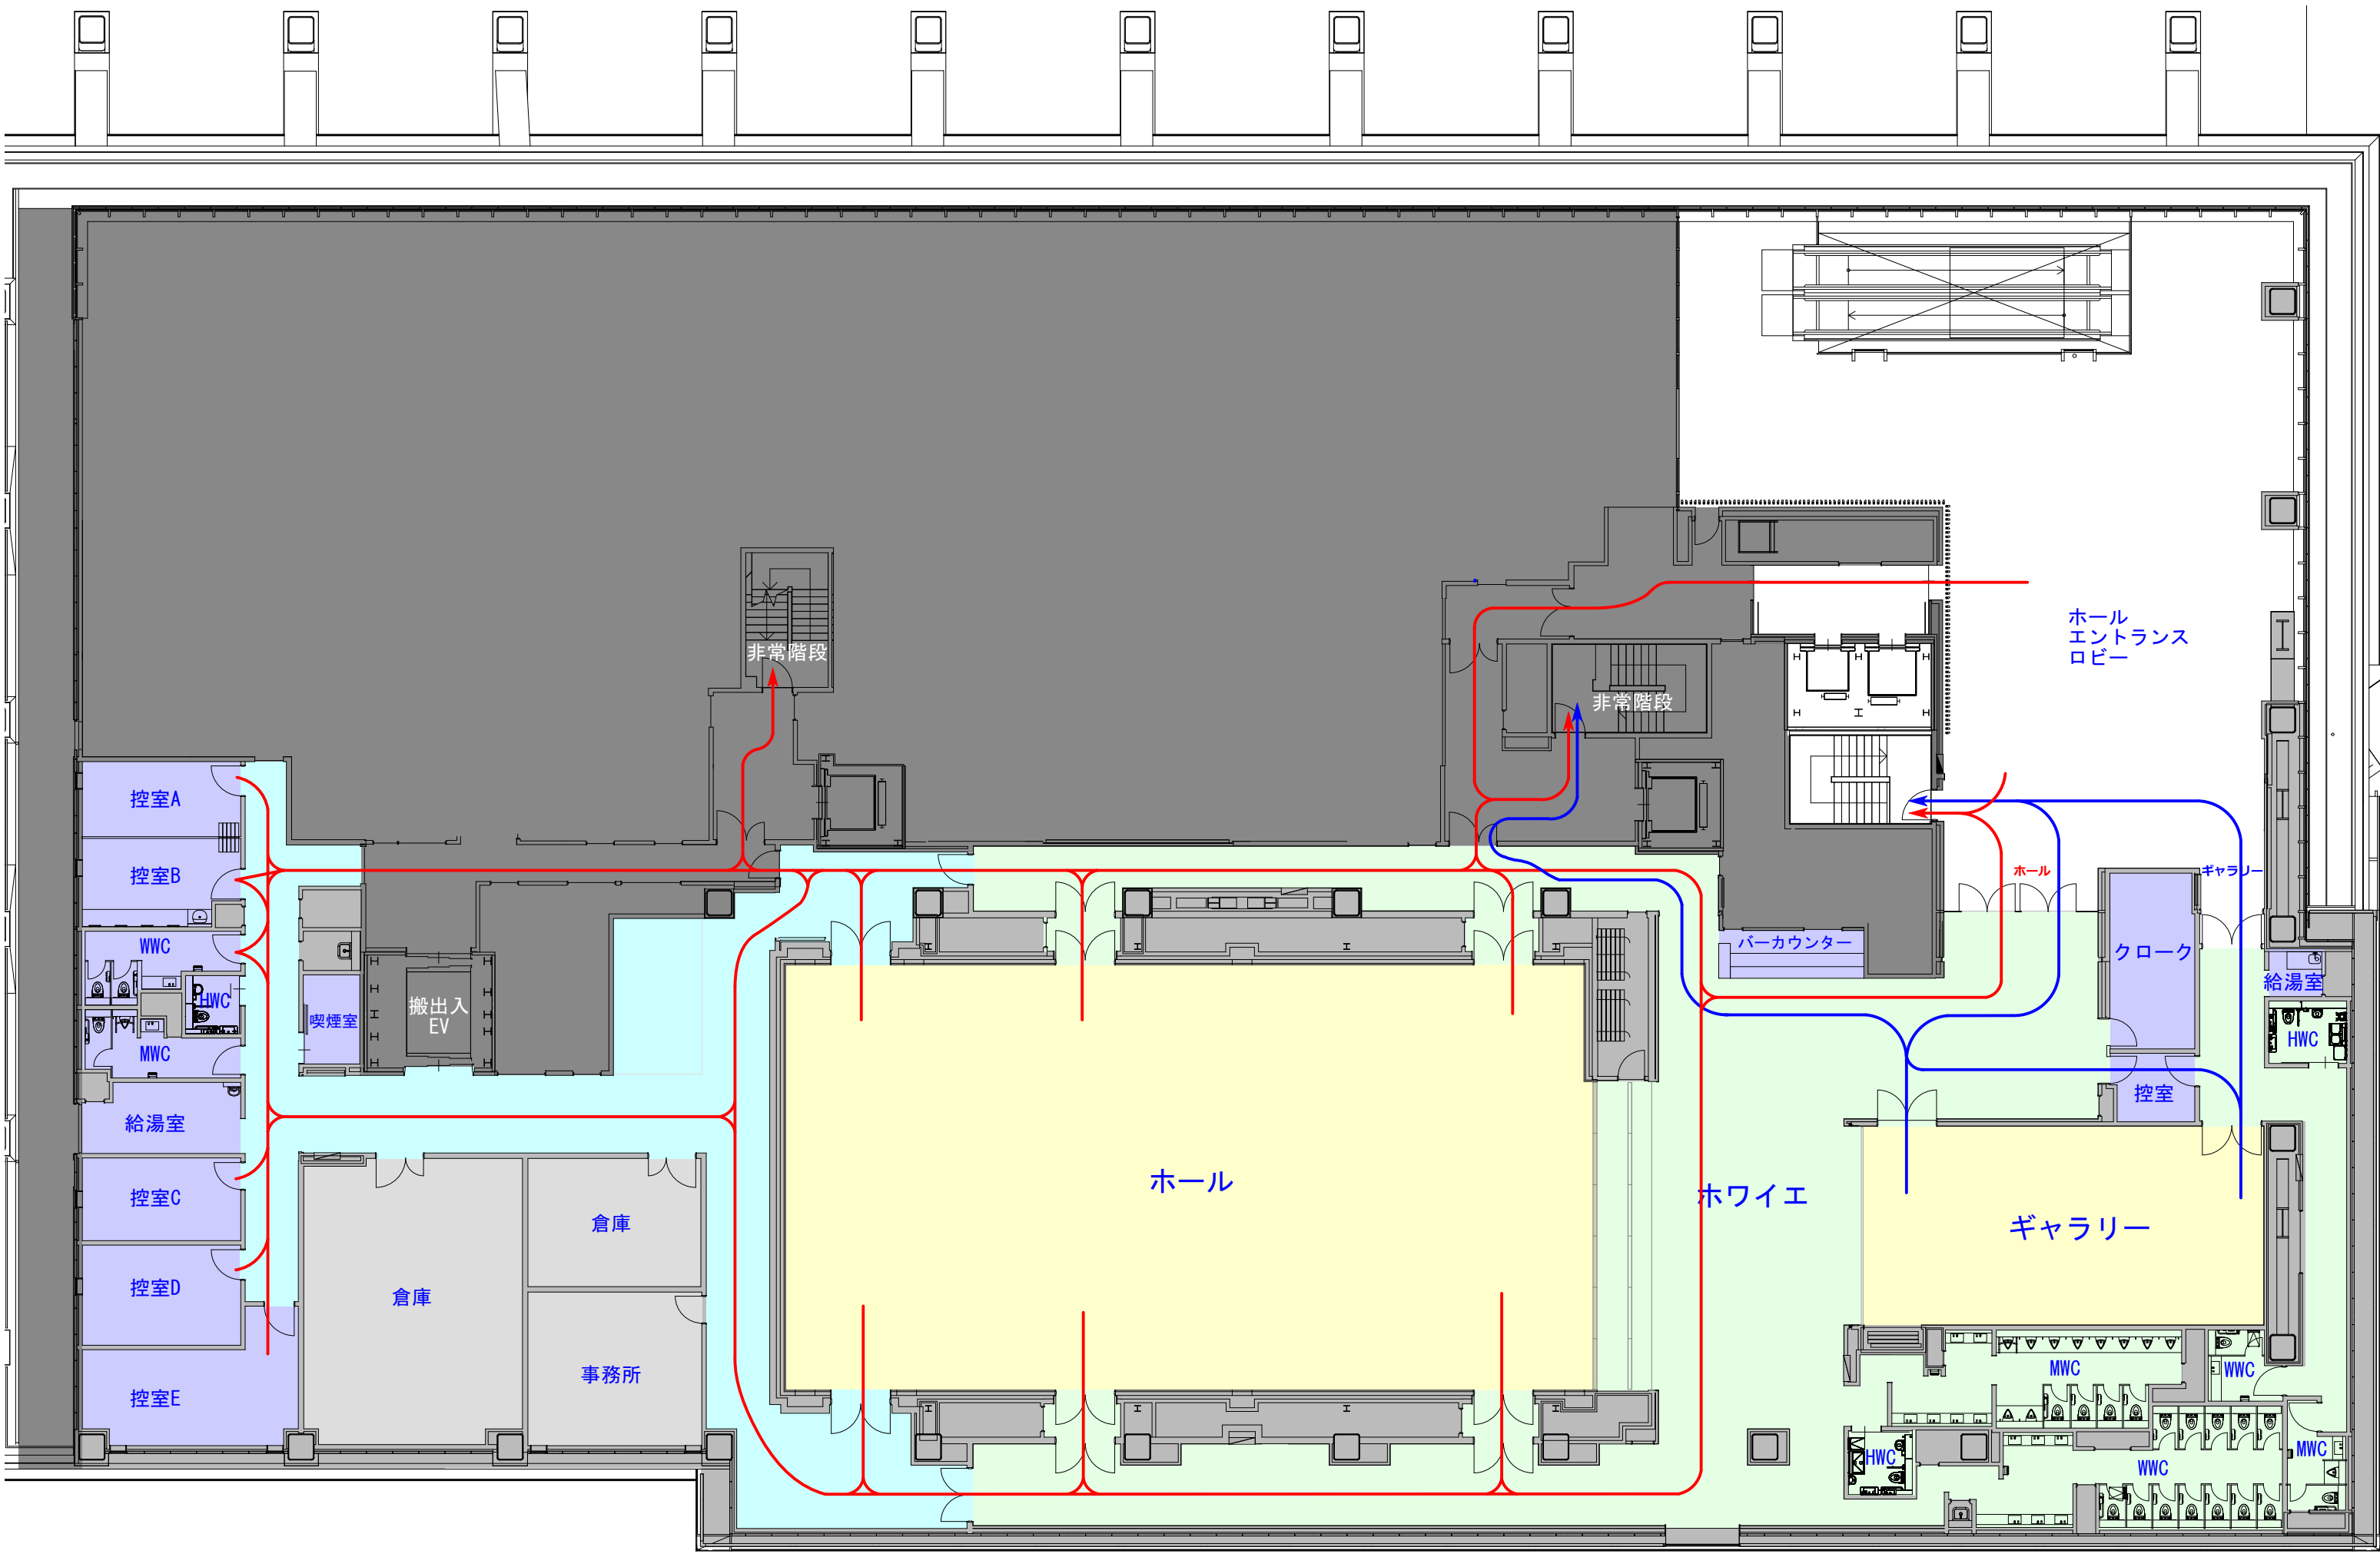 非常階段
ホール
エントランス
ロビー
非常階段
控室A
控室B
ホール
ギャラリー
WWC
バーカウンター
クローク
給湯室
HWC
搬出入
EV
喫煙室
HWC
MWC
控室
給湯室
ホール
ホワイエ
控室C
倉庫
ギャラリー
控室D
倉庫
事務所
MWC
WWC
控室E
MWC
HWC
WWC